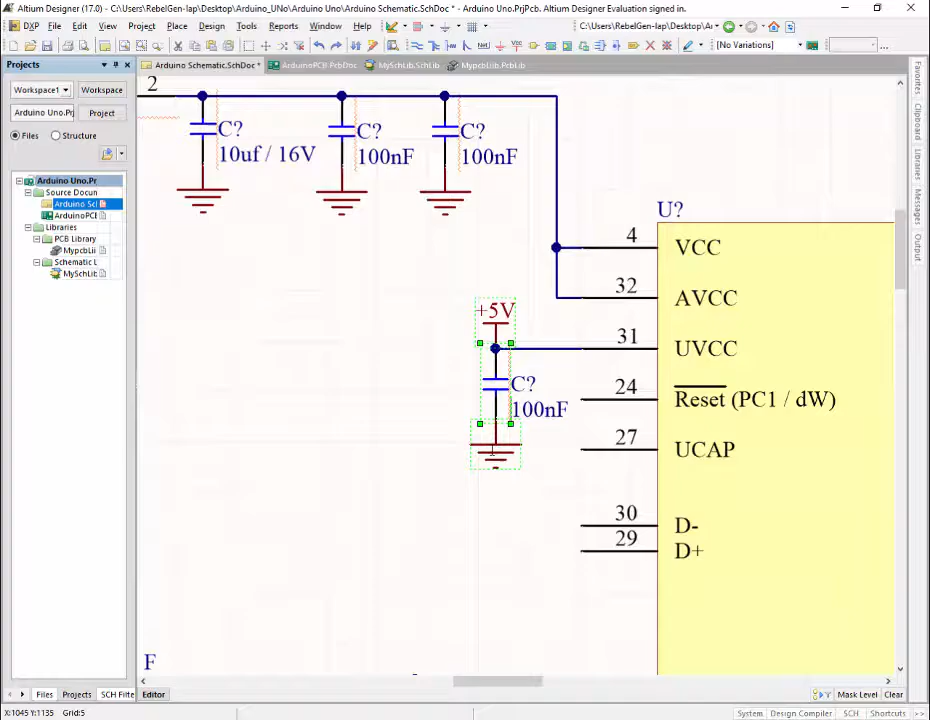 Altium Designer (17.0) - C:\Users\RebelGen-lap\Desktop\Arduino_UNo\Arduino Uno\Arduino Schematic.SchDoc * - Arduino Uno.PrjPcb. Altium Designer Evaluation signed in.
DXP File Edit View Project Place Design Tools Reports Window Help C:\Users\RebelGen-lap\Desktop\Ar
[No Variations] ...
Projects
Arduino Schematic.SchDoc * ArduinoPCB.PcbDoc MySchLib.SchLib MypcbLib.PcbLib
Workspace1 Workspace
Arduino Uno.Prj Project
Files Structure
Arduino Uno.Pr
Source Docun
Arduino Scl
ArduinoPCE
Libraries
PCB Library
MypcbLii
Schematic L
MySchLib
2
C?
10uf / 16V
C?
100nF
C?
100nF
U?
4 VCC
32 AVCC
+5V
31 UVCC
C?
100nF
24 Reset (PC1 / dW)
27 UCAP
30 D-
29 D+
F
Favorites
Clipboard
Libraries
Messages
Output
Files Projects SCH Filte Editor Mask Level Clear
X:1045 Y:1135 Grid:5 System Design Compiler SCH Shortcuts >>